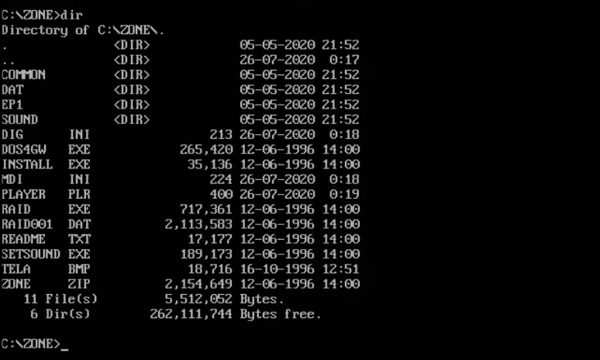 C:\ZONE>dir
Directory of C:\ZONE\.
. <DIR> 05-05-2020 21:52
.. <DIR> 26-07-2020 0:17
COMMON <DIR> 05-05-2020 21:52
DAT <DIR> 05-05-2020 21:52
EP1 <DIR> 05-05-2020 21:52
SOUND <DIR> 05-05-2020 21:52
DIG INI 213 26-07-2020 0:18
DOS4GW EXE 265,420 12-06-1996 14:00
INSTALL EXE 35,136 12-06-1996 14:00
MDI INI 224 26-07-2020 0:18
PLAYER PLR 400 26-07-2020 0:19
RAID EXE 717,361 12-06-1996 14:00
RAID001 DAT 2,113,583 12-06-1996 14:00
README TXT 17,177 12-06-1996 14:00
SETSOUND EXE 189,173 12-06-1996 14:00
TELA BMP 18,716 16-10-1996 12:51
ZONE ZIP 2,154,649 12-06-1996 14:00
11 File(s) 5,512,052 Bytes.
6 Dir(s) 262,111,744 Bytes free.
C:\ZONE>_